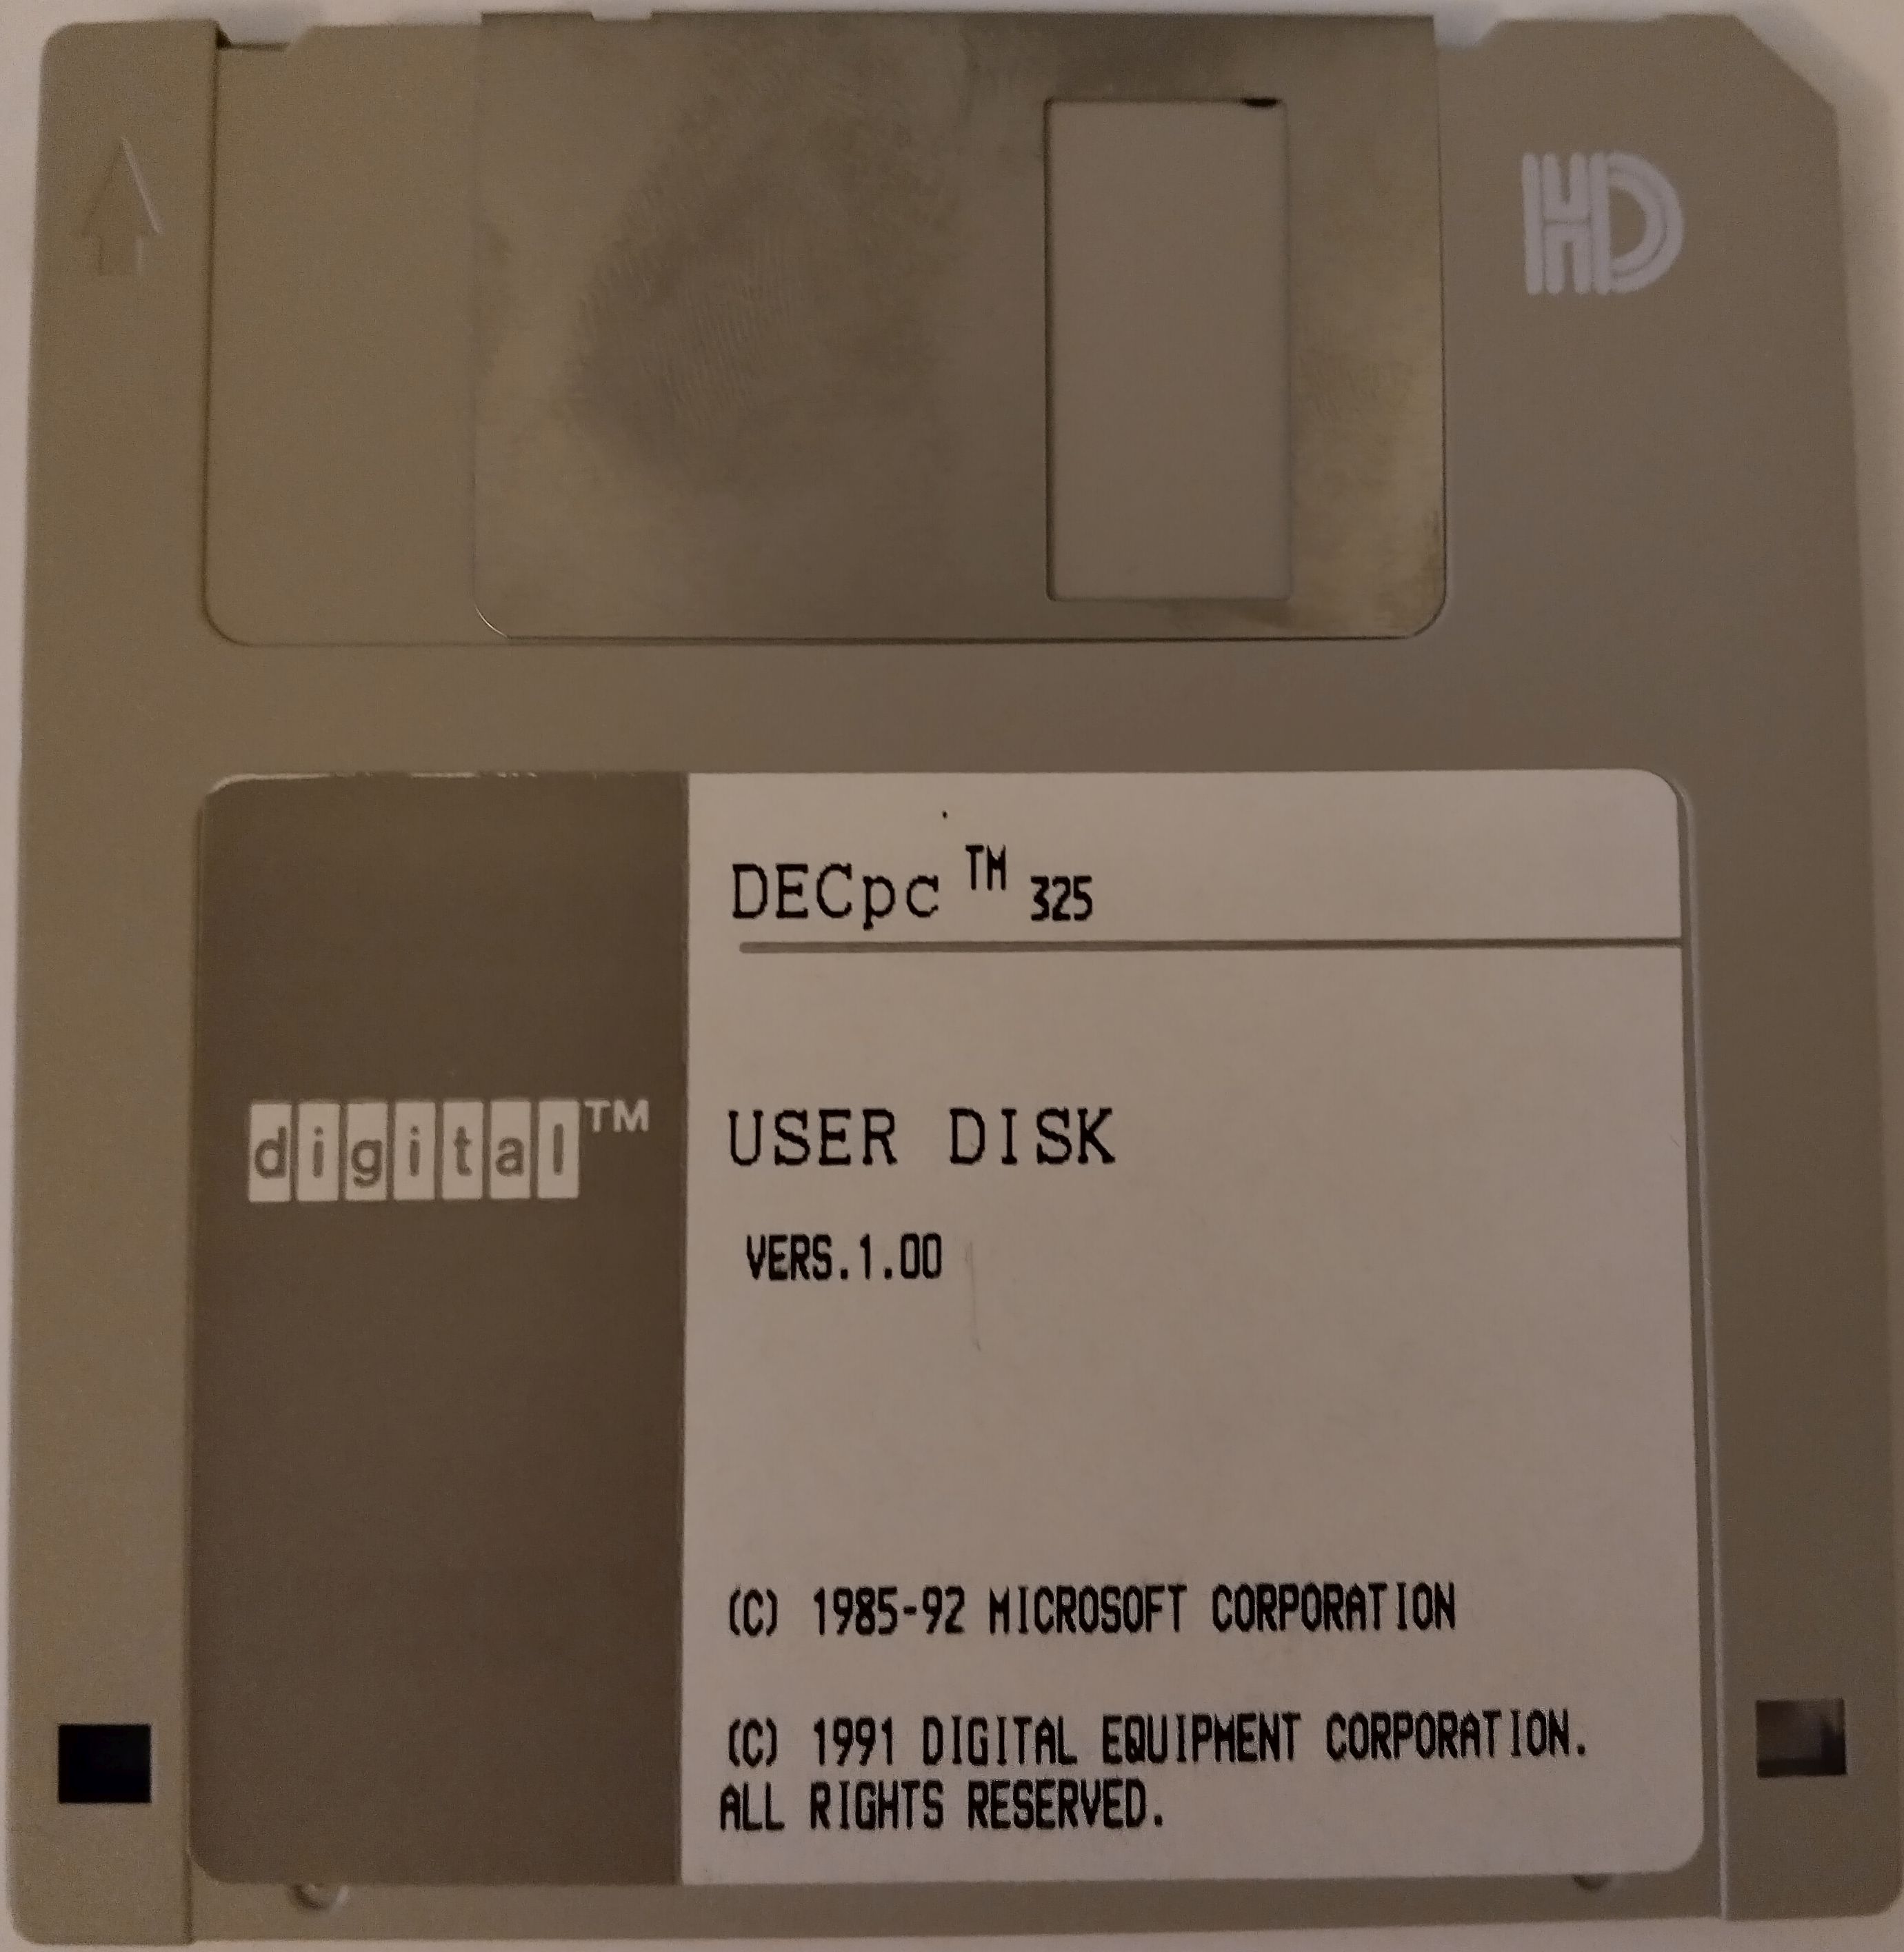 HD
DECpc TM 325
digital TM
USER DISK
VERS.1.00
(C) 1985-92 MICROSOFT CORPORATION
(C) 1991 DIGITAL EQUIPMENT CORPORATION.
ALL RIGHTS RESERVED.